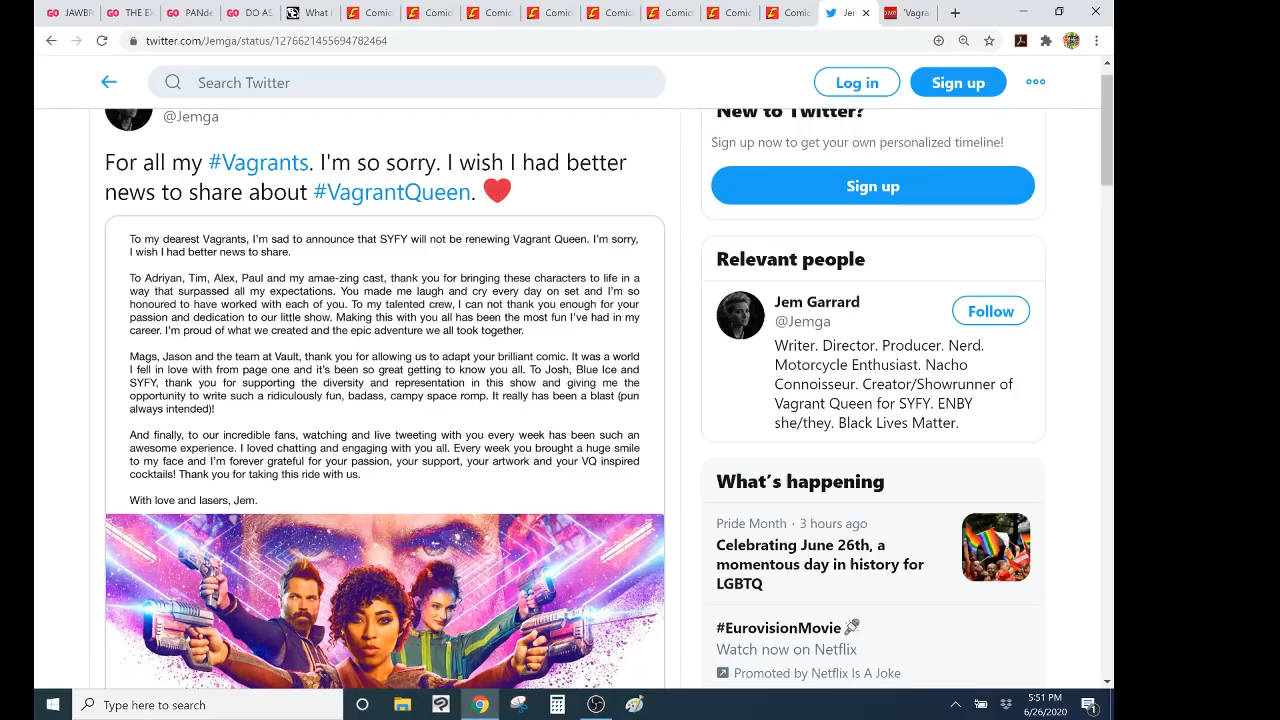 JAWBR
THE EX
PANde
DO AS
What I
Comic
Comic
Comic
Comic
Comic
Comic
Comic
Comic
Jer
'Vagra
twitter.com/Jemga/status/1276621455694782464
Search Twitter
Log in
Sign up
@Jemga
For all my #Vagrants. I'm so sorry. I wish I had better
news to share about #VagrantQueen. ❤
To my dearest Vagrants, I'm sad to announce that SYFY will not be renewing Vagrant Queen. I'm sorry,
I wish I had better news to share.
To Adriyan, Tim, Alex, Paul and my amae-zing cast, thank you for bringing these characters to life in a
way that surpassed all my expectations. You made me laugh and cry every day on set and I'm so
honoured to have worked with each of you. To my talented crew, I can not thank you enough for your
passion and dedication to our little show. Making this with you all has been the most fun I've had in my
career. I'm proud of what we created and the epic adventure we all took together.
Mags, Jason and the team at Vault, thank you for allowing us to adapt your brilliant comic. It was a world
I fell in love with from page one and it's been so great getting to know you all. To Josh, Blue Ice and
SYFY, thank you for supporting the diversity and representation in this show and giving me the
opportunity to write such a ridiculously fun, badass, campy space romp. It really has been a blast (pun
always intended)!
And finally, to our incredible fans, watching and live tweeting with you every week has been such an
awesome experience. I loved chatting and engaging with you all. Every week you brought a huge smile
to my face and I'm forever grateful for your passion, your support, your artwork and your VQ inspired
cocktails! Thank you for taking this ride with us.
With love and lasers, Jem.
New to Twitter?
Sign up now to get your own personalized timeline!
Sign up
Relevant people
Jem Garrard
@Jemga
Follow
Writer. Director. Producer. Nerd.
Motorcycle Enthusiast. Nacho
Connoisseur. Creator/Showrunner of
Vagrant Queen for SYFY. ENBY
she/they. Black Lives Matter.
What's happening
Pride Month · 3 hours ago
Celebrating June 26th, a
momentous day in history for
LGBTQ
#EurovisionMovie
Watch now on Netflix
Promoted by Netflix Is A Joke
Type here to search
5:51 PM
6/26/2020
1